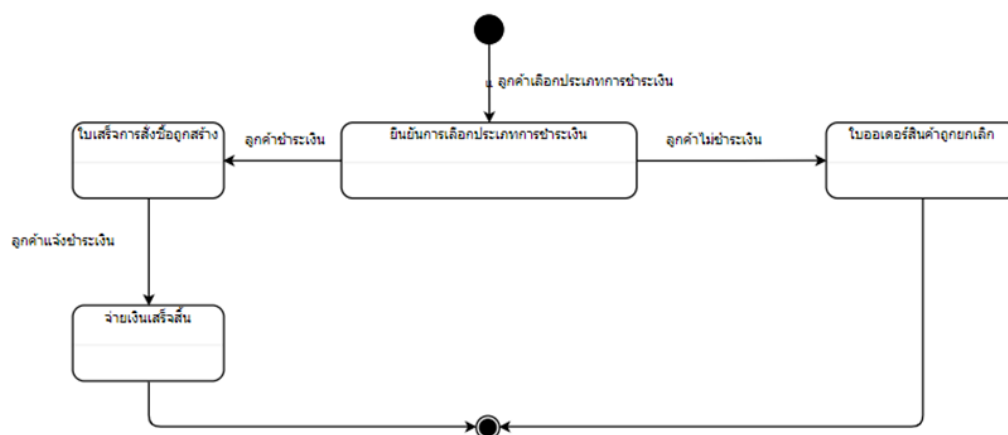 ลูกค้าเลือกประเภทการชำระเงิน
ใบเสร็จการสั่งซื้อถูกสร้าง
ลูกค้าชำระเงิน
ยืนยันการเลือกประเภทการชำระเงิน
ลูกค้าไม่ชำระเงิน
ใบออเดอร์สินค้าถูกยกเลิก
ลูกค้าแจ้งชำระเงิน
จ่ายเงินเสร็จสิ้น